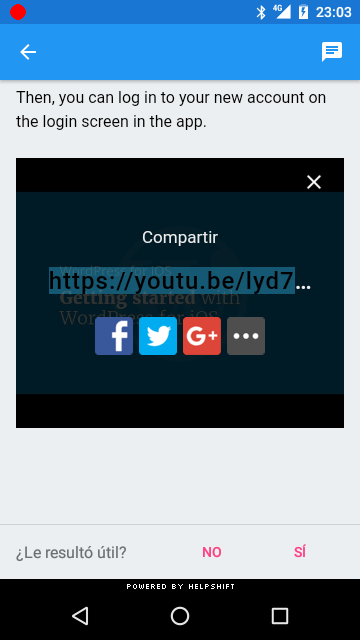 4G 23:03
Then, you can log in to your new account on
the login screen in the app.
Compartir
WordPress for iOS
https://youtu.be/lyd7...
Getting started with
WordPress for iOS
f G+
¿Le resultó útil? NO SÍ
POWERED BY HELPSHIFT